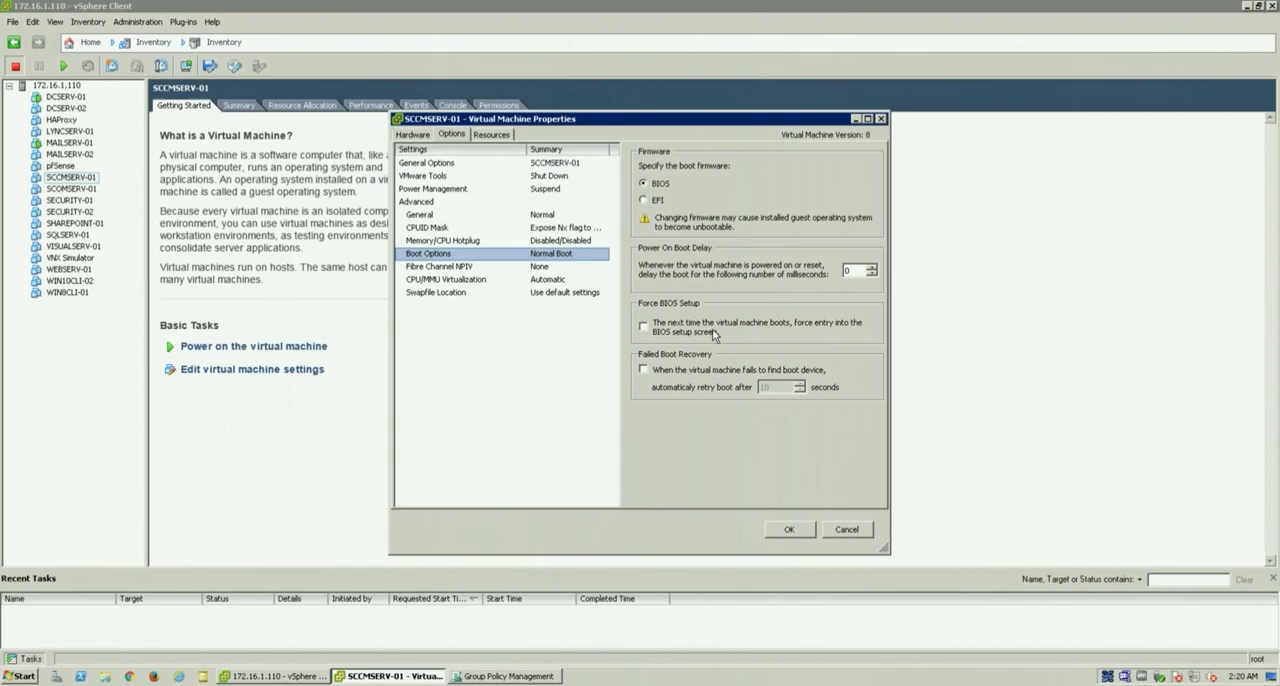 172.16.1.110 - vSphere Client
File Edit View Inventory Administration Plug-ins Help
Home Inventory Inventory
172.16.1.110
DCSERV-01
DCSERV-02
HAProxy
LYNCSERV-01
MAILSERV-01
MAILSERV-02
pfSense
SCCMSERV-01
SCOMSERV-01
SECURITY-01
SECURITY-02
SHAREPOINT-01
SQLSERV-01
VISUALSERV-01
VNX Simulator
WEBSERV-01
WIN10CLI-02
WIN8CLI-01
SCCMSERV-01
Getting Started Summary Resource Allocation Performance Events Console Permissions
What is a Virtual Machine?
A virtual machine is a software computer that, like a
physical computer, runs an operating system and
applications. An operating system installed on a
machine is called a guest operating system.
Because every virtual machine is an isolated
environment, you can use virtual machines as
workstation environments, as testing environments
consolidate server applications.
Virtual machines run on hosts. The same host can
many virtual machines.
Basic Tasks
Power on the virtual machine
Edit virtual machine settings
SCCMSERV-01 - Virtual Machine Properties
Hardware Options Resources Virtual Machine Version: 8
Settings Summary
General Options SCCMSERV-01
VMware Tools Shut Down
Power Management Suspend
Advanced
General Normal
CPUID Mask Expose Nx flag to ...
Memory/CPU Hotplug Disabled/Disabled
Boot Options Normal Boot
Fibre Channel NPIV None
CPU/MMU Virtualization Automatic
Swapfile Location Use default settings
Firmware
Specify the boot firmware:
BIOS
EFI
Changing firmware may cause installed guest operating system
to become unbootable.
Power On Boot Delay
Whenever the virtual machine is powered on or reset,
delay the boot for the following number of milliseconds: 0
Force BIOS Setup
The next time the virtual machine boots, force entry into the
BIOS setup screen
Failed Boot Recovery
When the virtual machine fails to find boot device,
automaticaly retry boot after 10 seconds
OK Cancel
Recent Tasks Name, Target or Status contains: Clear
Name Target Status Details Initiated by Requested Start Ti... Start Time Completed Time
Tasks root
Start 172.16.1.110 - vSphere ... SCCMSERV-01 - Virtua... Group Policy Management 2:20 AM